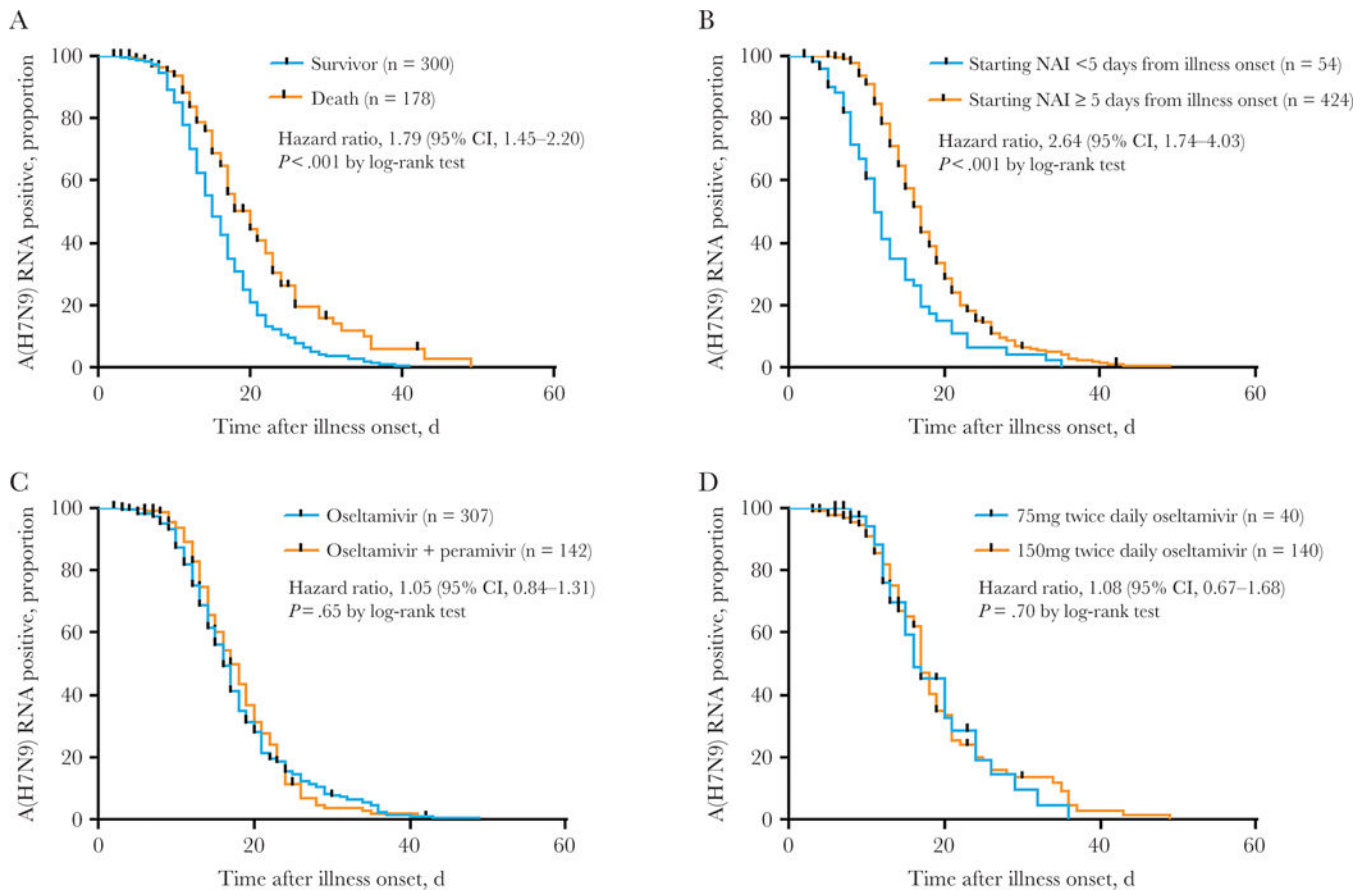 A
A(H7N9) RNA positive, proportion
100
80
60
40
20
0
Survivor (n = 300)
Death (n = 178)
Hazard ratio, 1.79 (95% CI, 1.45–2.20)
P< .001 by log-rank test
0 20 40 60
Time after illness onset, d
B
A(H7N9) RNA positive, proportion
100
80
60
40
20
0
Starting NAI <5 days from illness onset (n = 54)
Starting NAI ≥ 5 days from illness onset (n = 424)
Hazard ratio, 2.64 (95% CI, 1.74–4.03)
P< .001 by log-rank test
0 20 40 60
Time after illness onset, d
C
A(H7N9) RNA positive, proportion
100
80
60
40
20
0
Oseltamivir (n = 307)
Oseltamivir + peramivir (n = 142)
Hazard ratio, 1.05 (95% CI, 0.84–1.31)
P= .65 by log-rank test
0 20 40 60
Time after illness onset, d
D
A(H7N9) RNA positive, proportion
100
80
60
40
20
0
75mg twice daily oseltamivir (n = 40)
150mg twice daily oseltamivir (n = 140)
Hazard ratio, 1.08 (95% CI, 0.67–1.68)
P = .70 by log-rank test
0 20 40 60
Time after illness onset, d